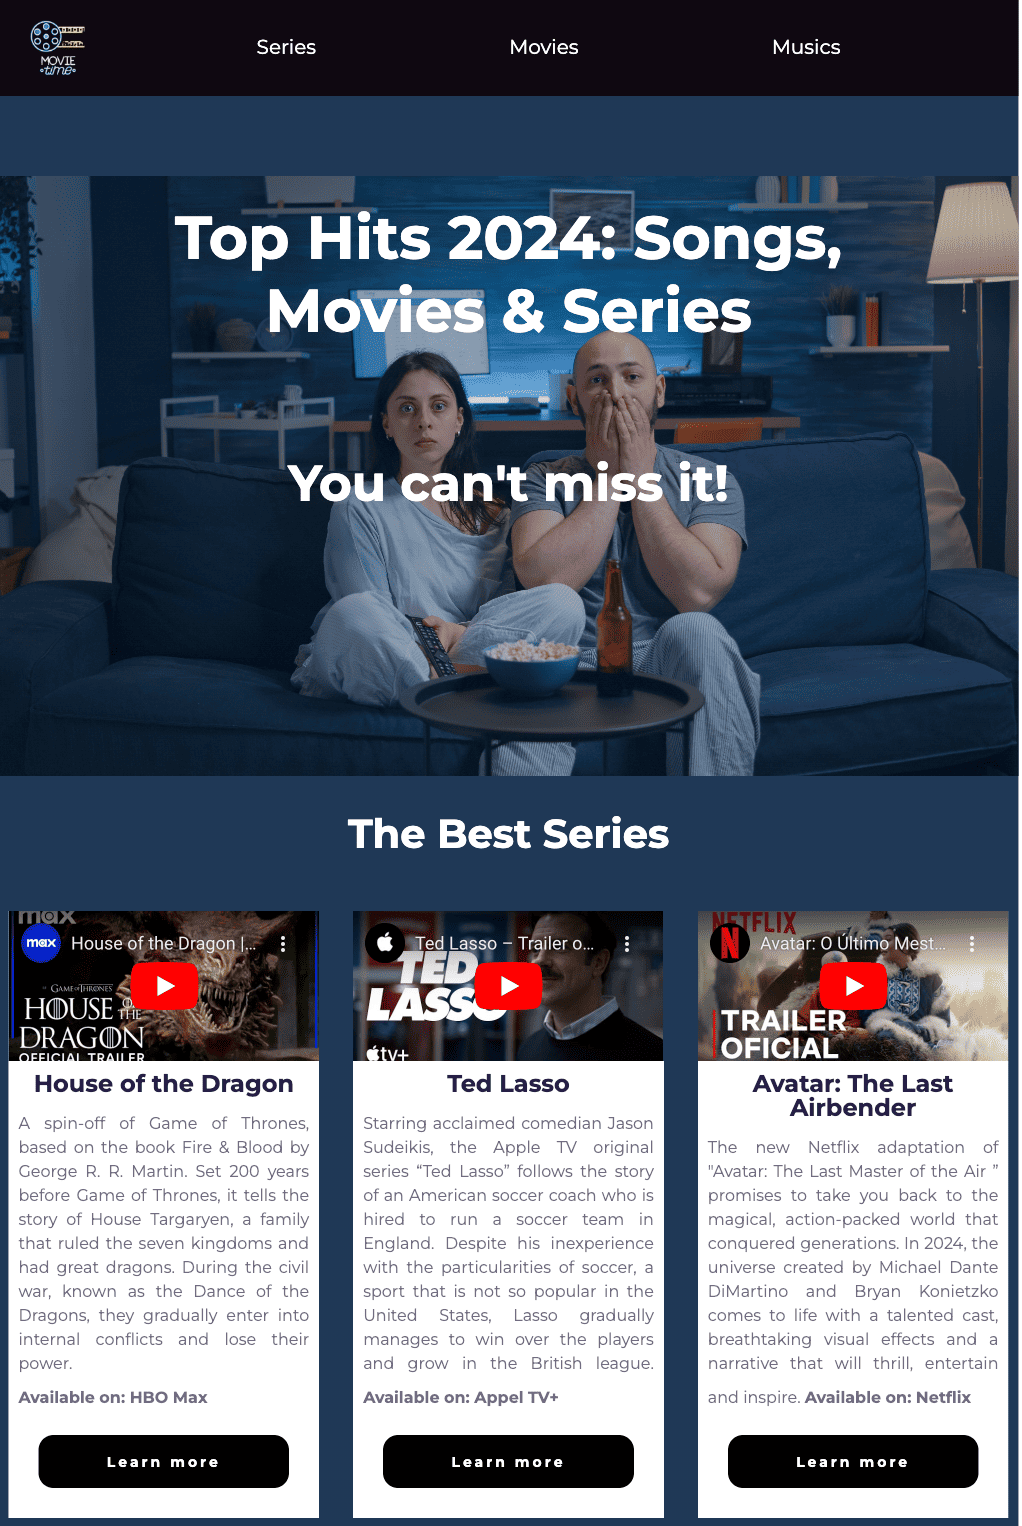 MOVIE
time
Series
Movies
Musics
Top Hits 2024: Songs,
Movies & Series
You can't miss it!
The Best Series
max
max
House of the Dragon |...
GAME OF THRONES
HOUSE
OF THE
DRAGON
OFFICIAL TRAILER
House of the Dragon
A spin-off of Game of Thrones,
based on the book Fire & Blood by
George R. R. Martin. Set 200 years
before Game of Thrones, it tells the
story of House Targaryen, a family
that ruled the seven kingdoms and
had great dragons. During the civil
war, known as the Dance of the
Dragons, they gradually enter into
internal conflicts and lose their
power.
Available on: HBO Max
Learn more
Ted Lasso – Trailer o...
TED
LASSO
tv+
Ted Lasso
Starring acclaimed comedian Jason
Sudeikis, the Apple TV original
series “Ted Lasso” follows the story
of an American soccer coach who is
hired to run a soccer team in
England. Despite his inexperience
with the particularities of soccer, a
sport that is not so popular in the
United States, Lasso gradually
manages to win over the players
and grow in the British league.
Available on: Appel TV+
Learn more
NETFLIX
N
Avatar: O Último Mest...
TRAILER
OFICIAL
Avatar: The Last
Airbender
The new Netflix adaptation of
"Avatar: The Last Master of the Air ”
promises to take you back to the
magical, action-packed world that
conquered generations. In 2024, the
universe created by Michael Dante
DiMartino and Bryan Konietzko
comes to life with a talented cast,
breathtaking visual effects and a
narrative that will thrill, entertain
and inspire. Available on: Netflix
Learn more